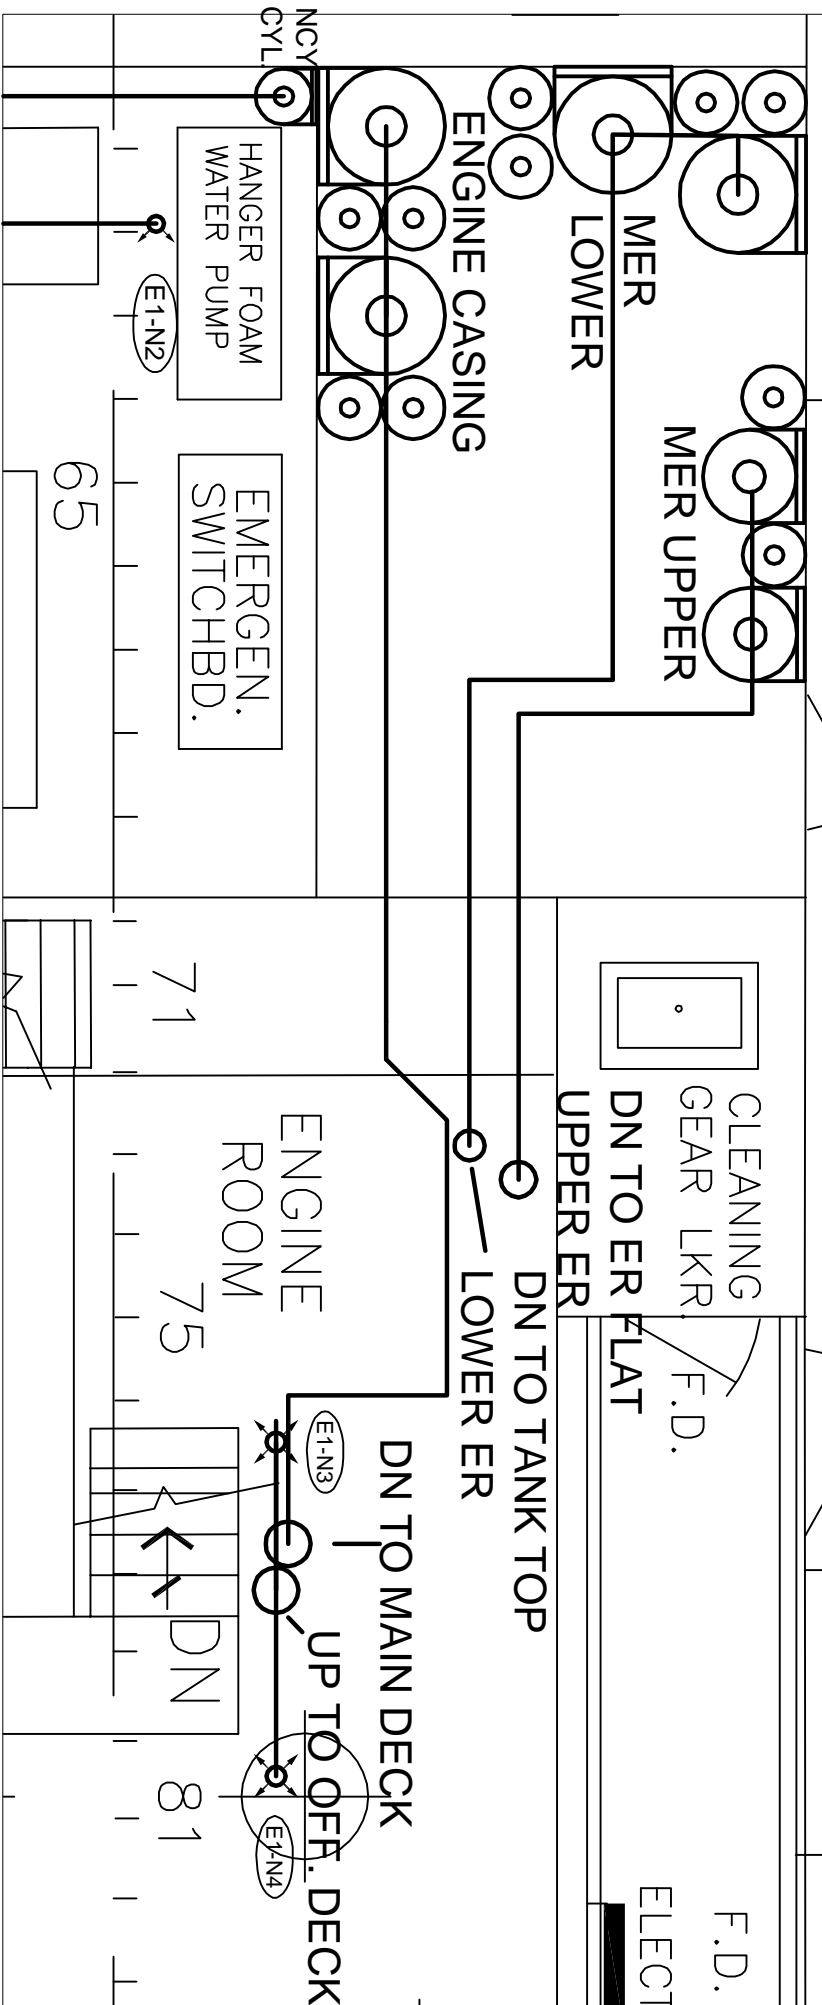 NCY
CYL.
HANGER FOAM
WATER PUMP
E1-N2
ENGINE CASING
MER
LOWER
MER UPPER
65
EMERGEN.
SWITCHBD.
71
CLEANING
GEAR LKR.
DN TO ER FLAT
UPPER ER
ENGINE
ROOM
75
DN TO TANK TOP
LOWER ER
F.D.
E1-N3
DN TO MAIN DECK
UP TO OFF. DECK
DN
81
E1-N4
F.D.
ELECT